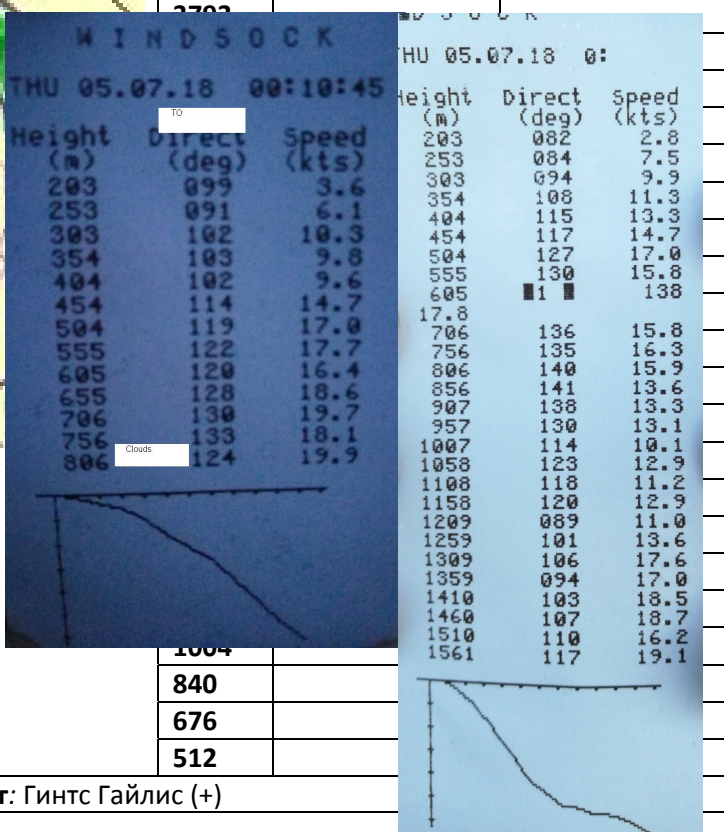 W I N D S O C K
THU 05.07.18 00:10:45
TO
Height Direct Speed
(m) (deg) (kts)
203 099 3.6
253 091 6.1
303 102 10.3
354 103 9.8
404 102 9.6
454 114 14.7
504 119 17.0
555 122 17.7
605 120 16.4
655 128 18.6
706 130 19.7
756 133 18.1
Clouds
806 124 19.9
HU 05.07.18 0:
Height Direct Speed
(m) (deg) (kts)
203 082 2.8
253 084 7.5
303 094 9.9
354 108 11.3
404 115 13.3
454 117 14.7
504 127 17.0
555 130 15.8
605 1 138
17.8
706 136 15.8
756 135 16.3
806 140 15.9
856 141 13.6
907 138 13.3
957 130 13.1
1007 114 10.1
1058 123 12.9
1108 118 11.2
1158 120 12.9
1209 089 11.0
1259 101 13.6
1309 106 17.6
1359 094 17.0
1410 103 18.5
1460 107 18.7
1510 110 16.2
1561 117 19.1
840
676
512
т: Гинтс Гайлис (+)